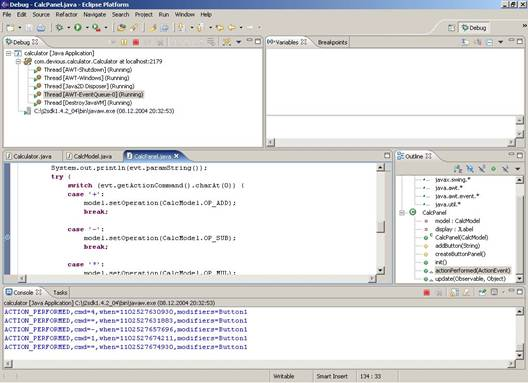 Debug - CalcPanel.java - Eclipse Platform
File Edit Source Refactor Navigate Search Project Run Window Help
Debug
Debug
Variables Breakpoints
calculator [Java Application]
com.devious.calculator.Calculator at localhost:2179
Thread [AWT-Shutdown] (Running)
Thread [AWT-Windows] (Running)
Thread [Java2D Disposer] (Running)
Thread [AWT-EventQueue-0] (Running)
Thread [DestroyJavaVM] (Running)
C:\j2sdk1.4.2_04\bin\javaw.exe (08.12.2004 20:32:53)
Calculator.java CalcModel.java CalcPanel.java
Outline
System.out.println(evt.paramString());
try {
switch (evt.getActionCommand().charAt(0)) {
case '+':
model.setOperation(CalcModel.OP_ADD);
break;
case '-':
model.setOperation(CalcModel.OP_SUB);
break;
case '*':
model.setOperation(CalcModel.OP_MUL);
javax.swing.*
java.awt.*
java.awt.event.*
java.util.*
CalcPanel
model : CalcModel
display : JLabel
CalcPanel(CalcModel)
addButton(String)
createButtonPanel()
init()
actionPerformed(ActionEvent)
update(Observable, Object)
Console Tasks
calculator [Java Application] C:\j2sdk1.4.2_04\bin\javaw.exe (08.12.2004 20:32:53)
ACTION_PERFORMED,cmd=4,when=1102527630930,modifiers=Button1
ACTION_PERFORMED,cmd==,when=1102527631883,modifiers=Button1
ACTION_PERFORMED,cmd=-,when=1102527657696,modifiers=Button1
ACTION_PERFORMED,cmd=1,when=1102527674211,modifiers=Button1
ACTION_PERFORMED,cmd==,when=1102527674930,modifiers=Button1
Writable Smart Insert 134 : 33